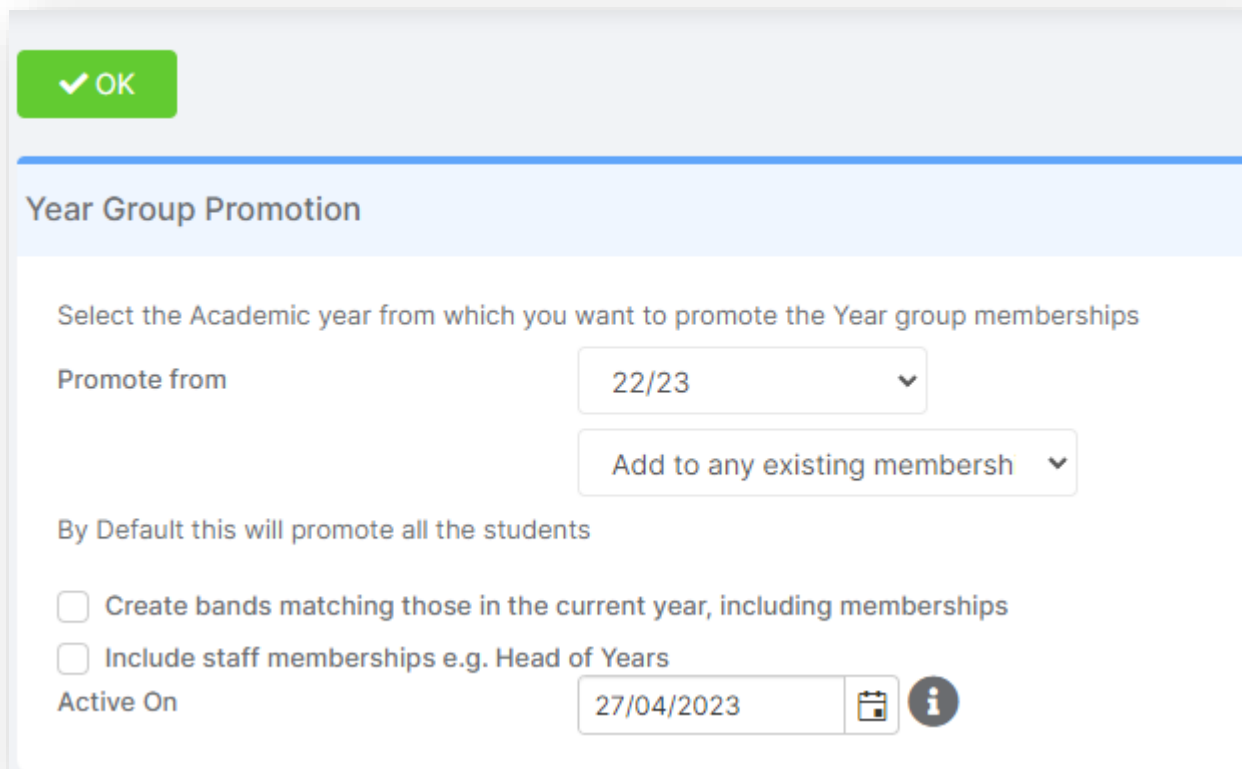 OK
Year Group Promotion
Select the Academic year from which you want to promote the Year group memberships
Promote from
22/23
Add to any existing membersh
By Default this will promote all the students
Create bands matching those in the current year, including memberships
Include staff memberships e.g. Head of Years
Active On
27/04/2023